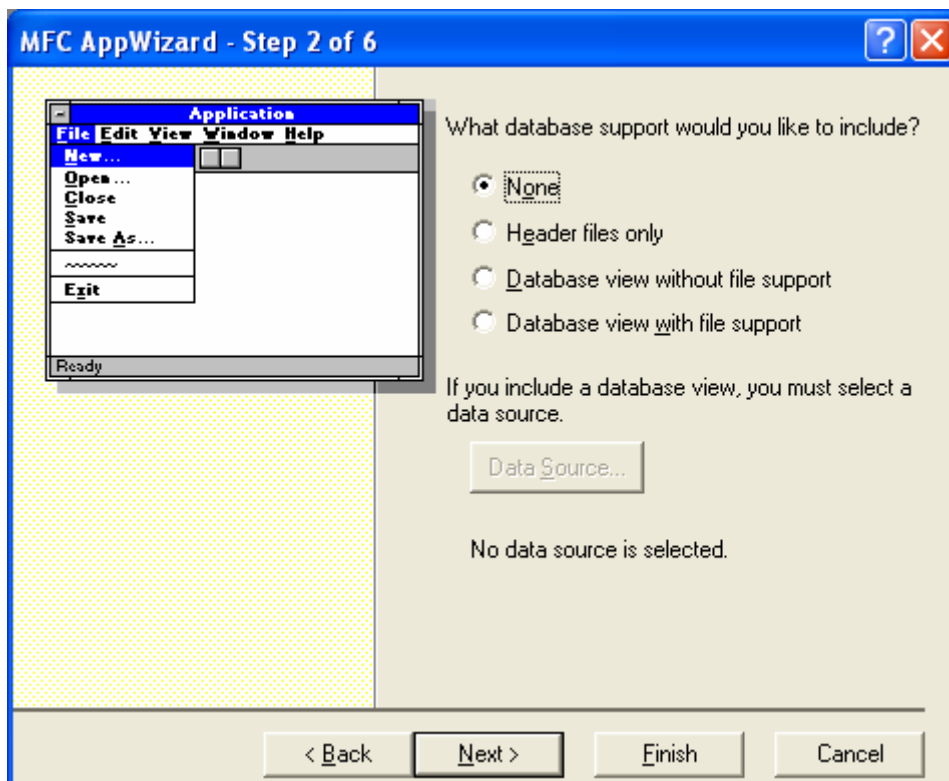 MFC AppWizard - Step 2 of 6
Application
File Edit View Window Help
New...
Open ...
Close
Save
Save As...
Exit
Ready
What database support would you like to include?
None
Header files only
Database view without file support
Database view with file support
If you include a database view, you must select a
data source.
Data Source...
No data source is selected.
< Back
Next >
Finish
Cancel